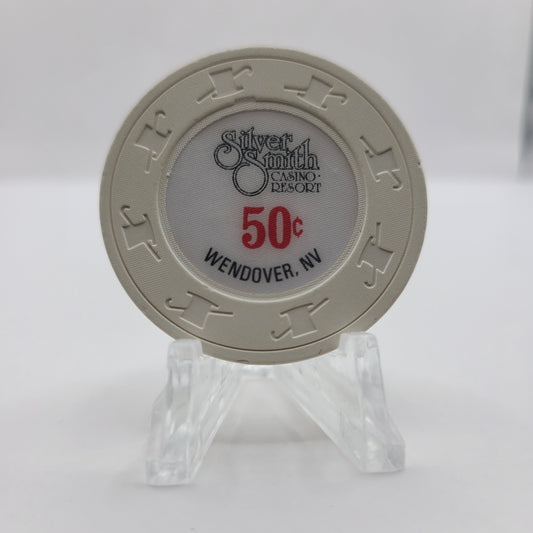 Silver
Smith
CASINO·
RESORT
50¢
WENDOVER, NV